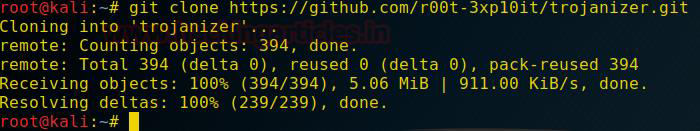 root@kali:~# git clone https://github.com/r00t-3xp10it/trojanizer.git
Cloning into 'trojanizer'...
remote: Counting objects: 394, done.
remote: Total 394 (delta 0), reused 0 (delta 0), pack-reused 394
Receiving objects: 100% (394/394), 5.06 MiB | 911.00 KiB/s, done.
Resolving deltas: 100% (239/239), done.
root@kali:~#